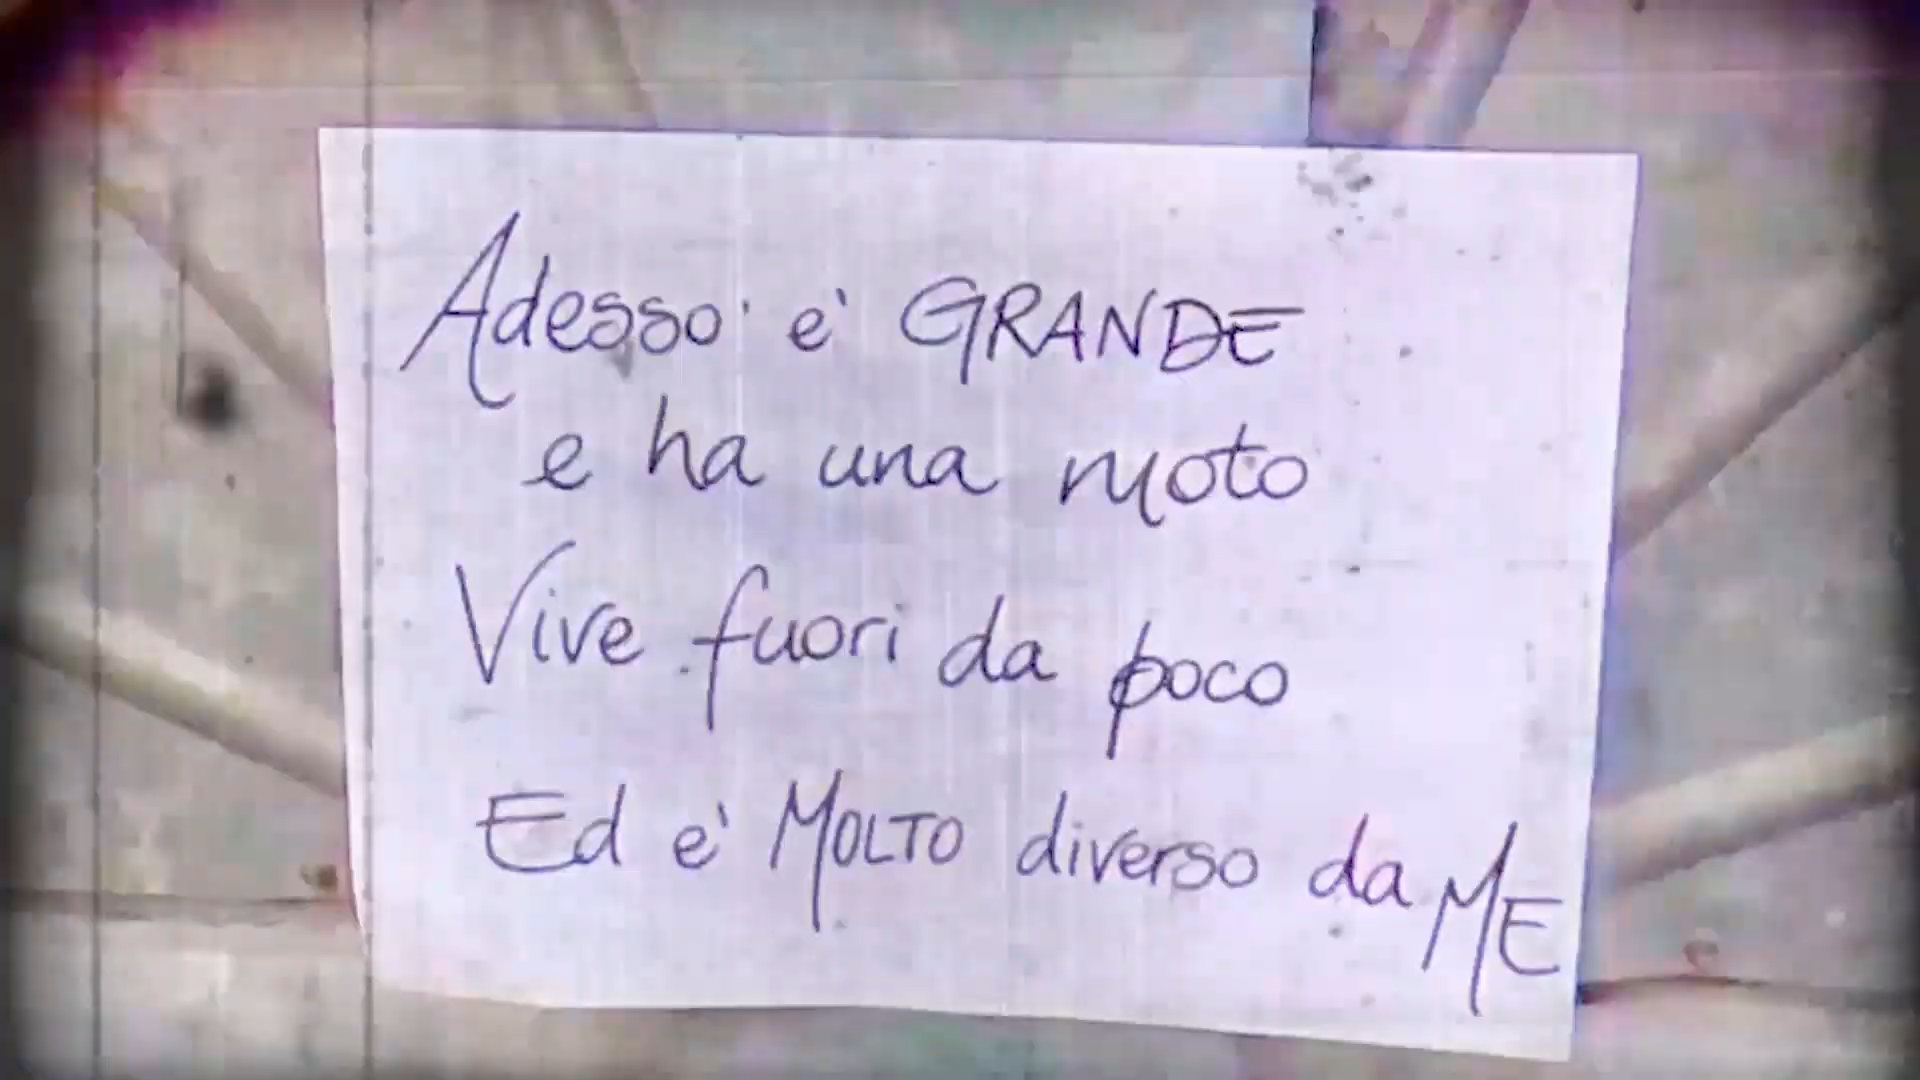 Adesso è GRANDE
e ha una moto
Vive fuori da poco
Ed è MOLTO diverso da ME